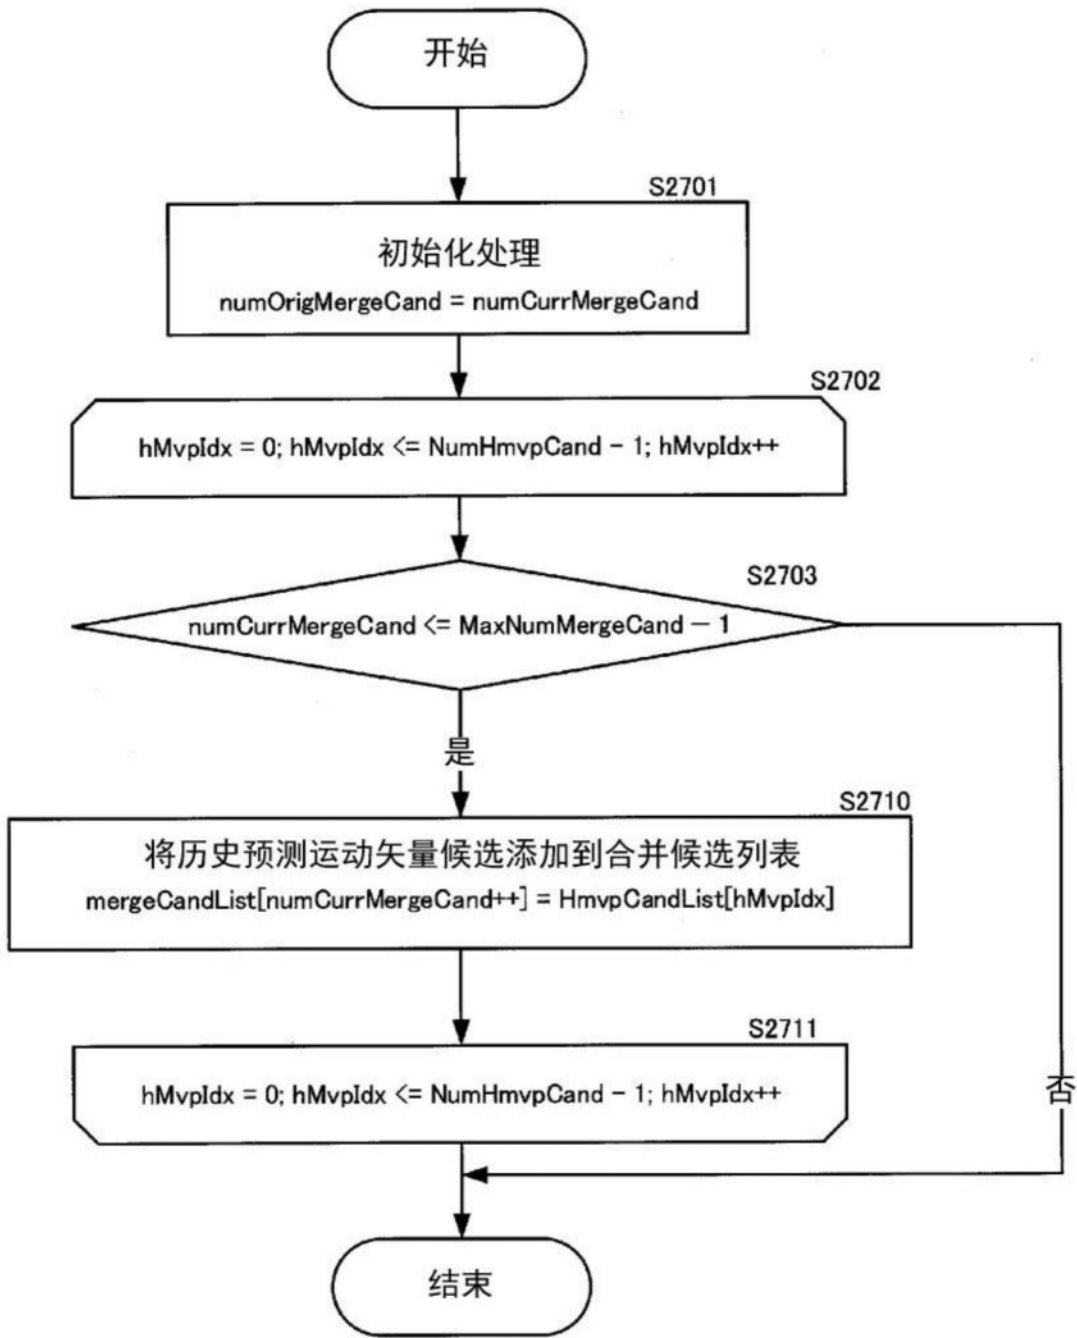 开始
S2701
初始化处理
numOrigMergeCand = numCurrMergeCand
S2702
hMvpIdx = 0; hMvpIdx <= NumHmvpCand - 1; hMvpIdx++
S2703
numCurrMergeCand <= MaxNumMergeCand - 1
是
S2710
将历史预测运动矢量候选添加到合并候选列表
mergeCandList[numCurrMergeCand++] = HmvpCandList[hMvpIdx]
S2711
hMvpIdx = 0; hMvpIdx <= NumHmvpCand - 1; hMvpIdx++
否
结束